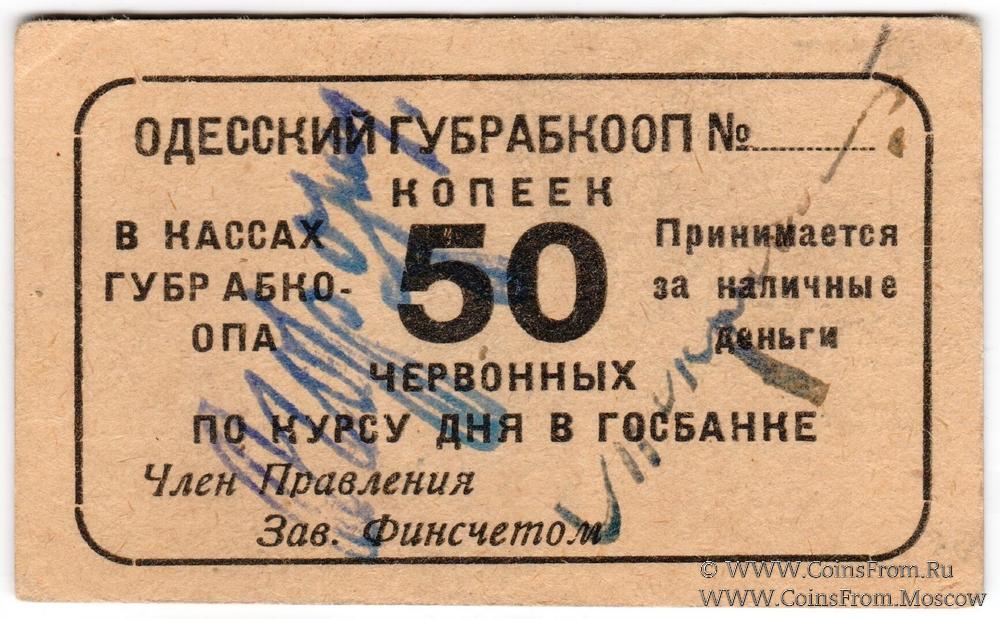 ОДЕССКИЙ ГУБРАБКООП №
КОПЕЕК
В КАССАХ
ГУБРАБКО-
ОПА
50
Принимается
за наличные
деньги
ЧЕРВОННЫХ
ПО КУРСУ ДНЯ В ГОСБАНКЕ
Член Правления
Зав. Финсчетом
© WWW.CoinsFrom.Ru
WWW.CoinsFrom.Moscow